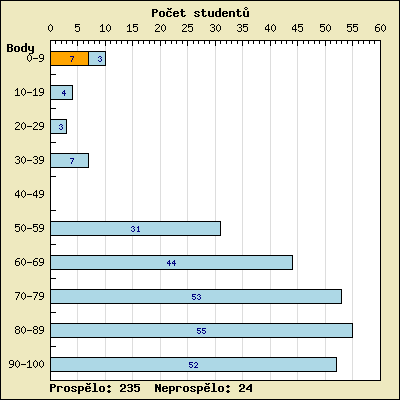 Počet studentů
0 5 10 15 20 25 30 35 40 45 50 55 60
Body
0-9 7 3
10-19 4
20-29 3
30-39 7
40-49
50-59 31
60-69 44
70-79 53
80-89 55
90-100 52
Prospělo: 235 Neprospělo: 24